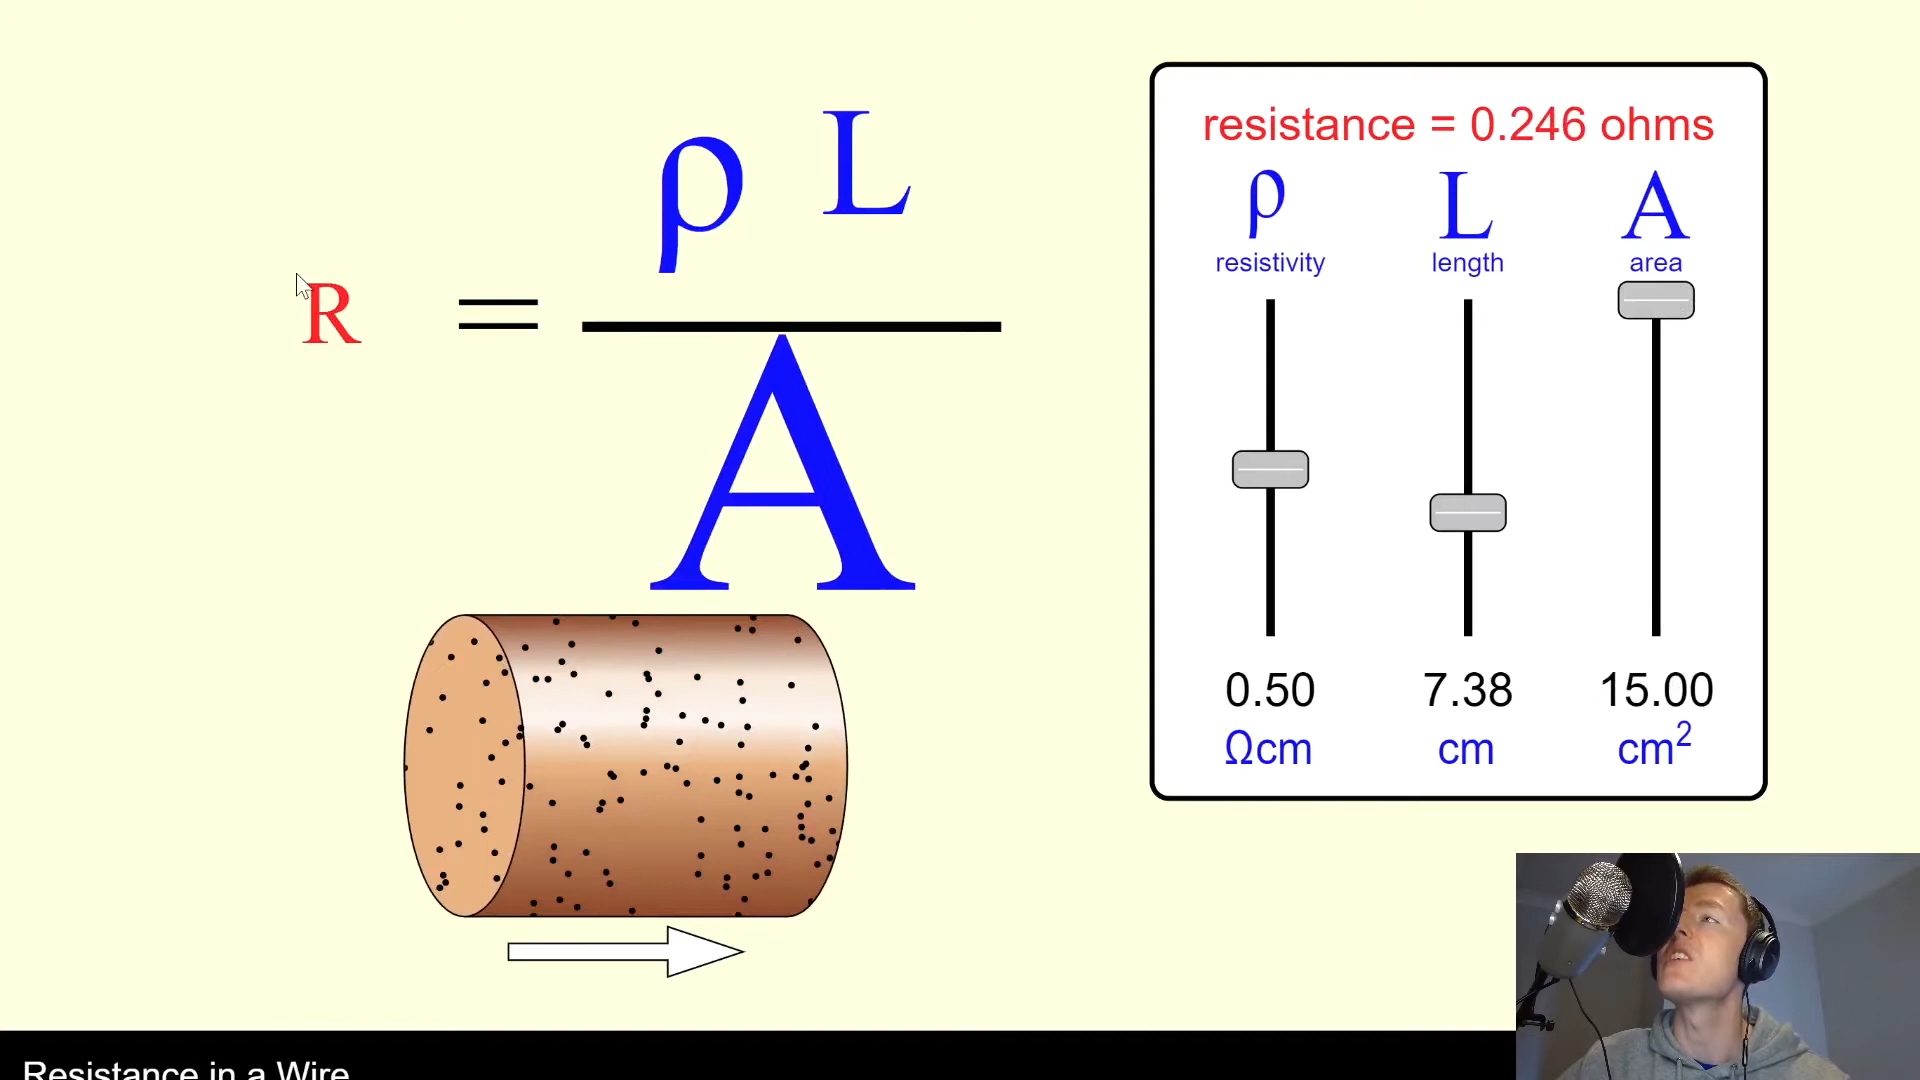 R = ρ L
A
resistance = 0.246 ohms
ρ L A
resistivity length area
0.50 7.38 15.00
Ωcm cm cm²
Resistance in a Wire